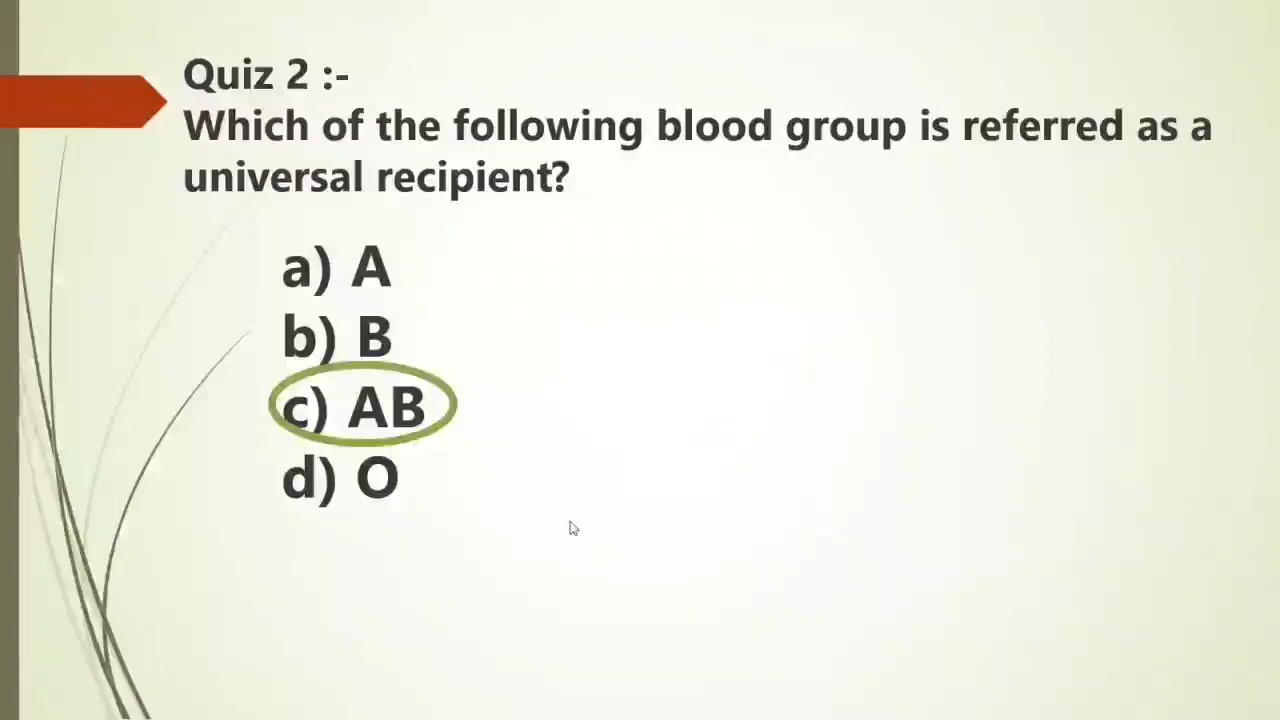 Quiz 2 :-
Which of the following blood group is referred as a
universal recipient?
a) A
b) B
c) AB
d) O